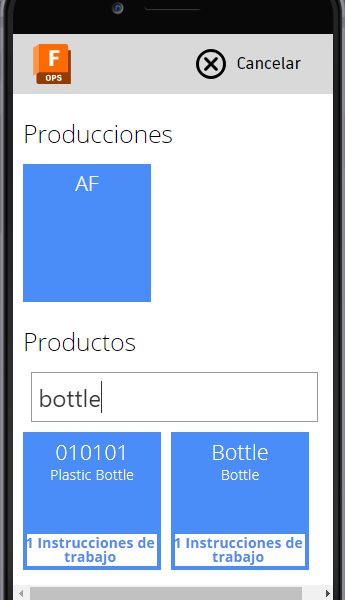 F
OPS
Cancelar
Producciones
AF
Productos
bottle
010101
Plastic Bottle
1 Instrucciones de
trabajo
Bottle
Bottle
1 Instrucciones de
trabajo